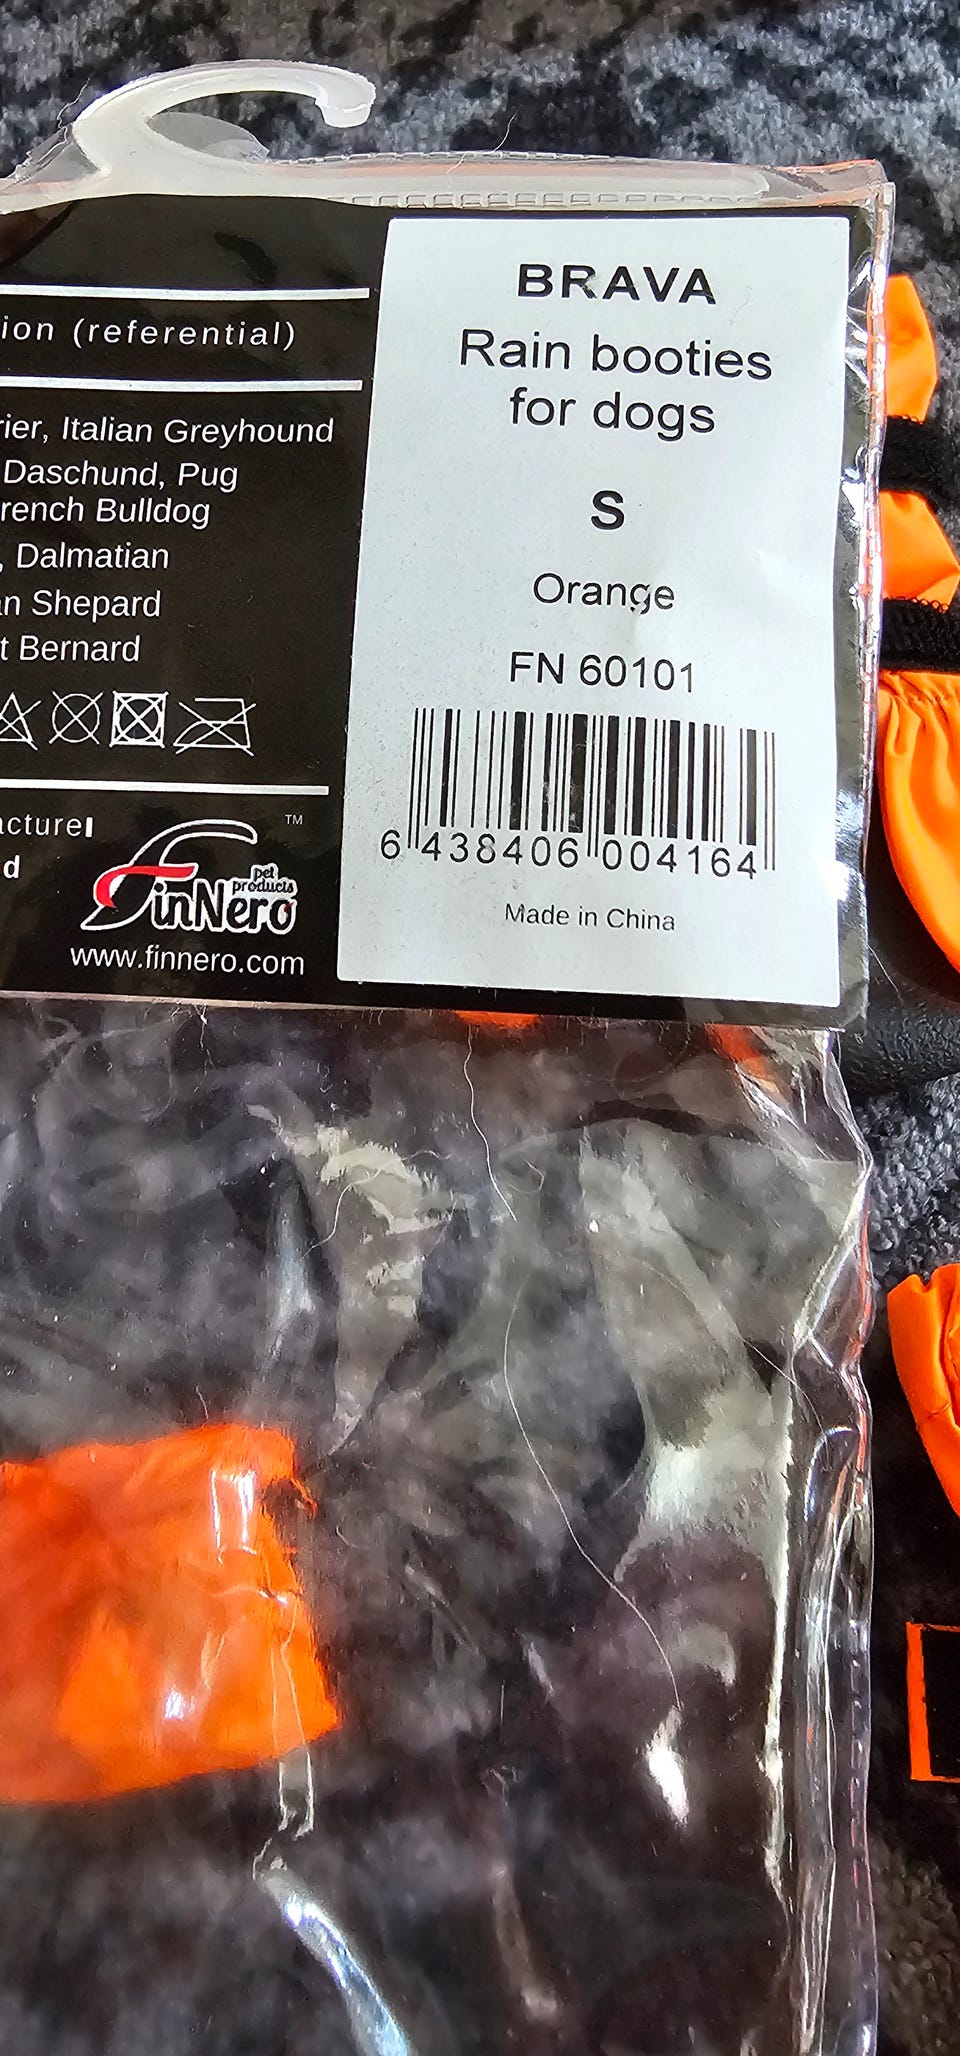 ion (referential)
rier, Italian Greyhound
Daschund, Pug
rench Bulldog
, Dalmatian
an Shepard
t Bernard
acturer
d
TM
FinNero
pet
products
www.finnero.com
BRAVA
Rain booties
for dogs
S
Orange
FN 60101
6 438406 004164
Made in China